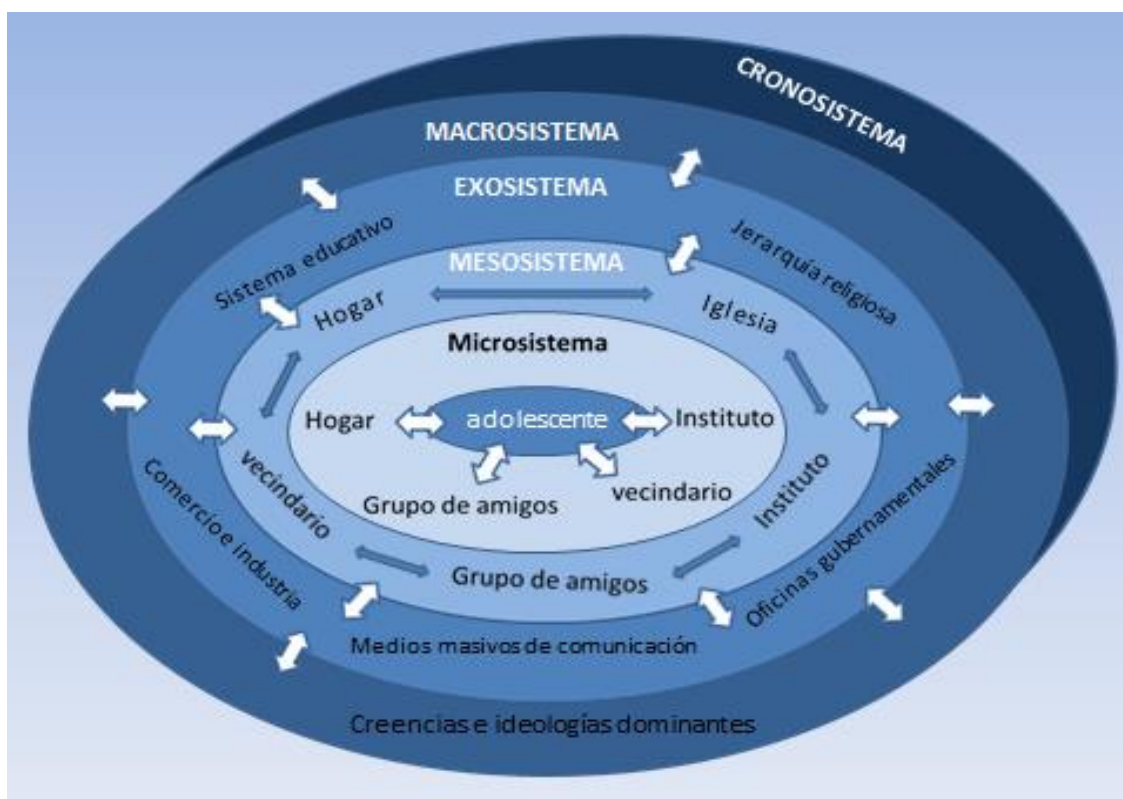 CRONOSISTEMA
MACROSISTEMA
EXOSISTEMA
Sistema educativo
Jerarquía religiosa
MESOSISTEMA
Hogar
Iglesia
Microsistema
Hogar
adolescente
Instituto
Grupo de amigos
vecindario
vecindario
Instituto
Grupo de amigos
Comercio e industria
Oficinas gubernamentales
Medios masivos de comunicación
Creencias e ideologías dominantes